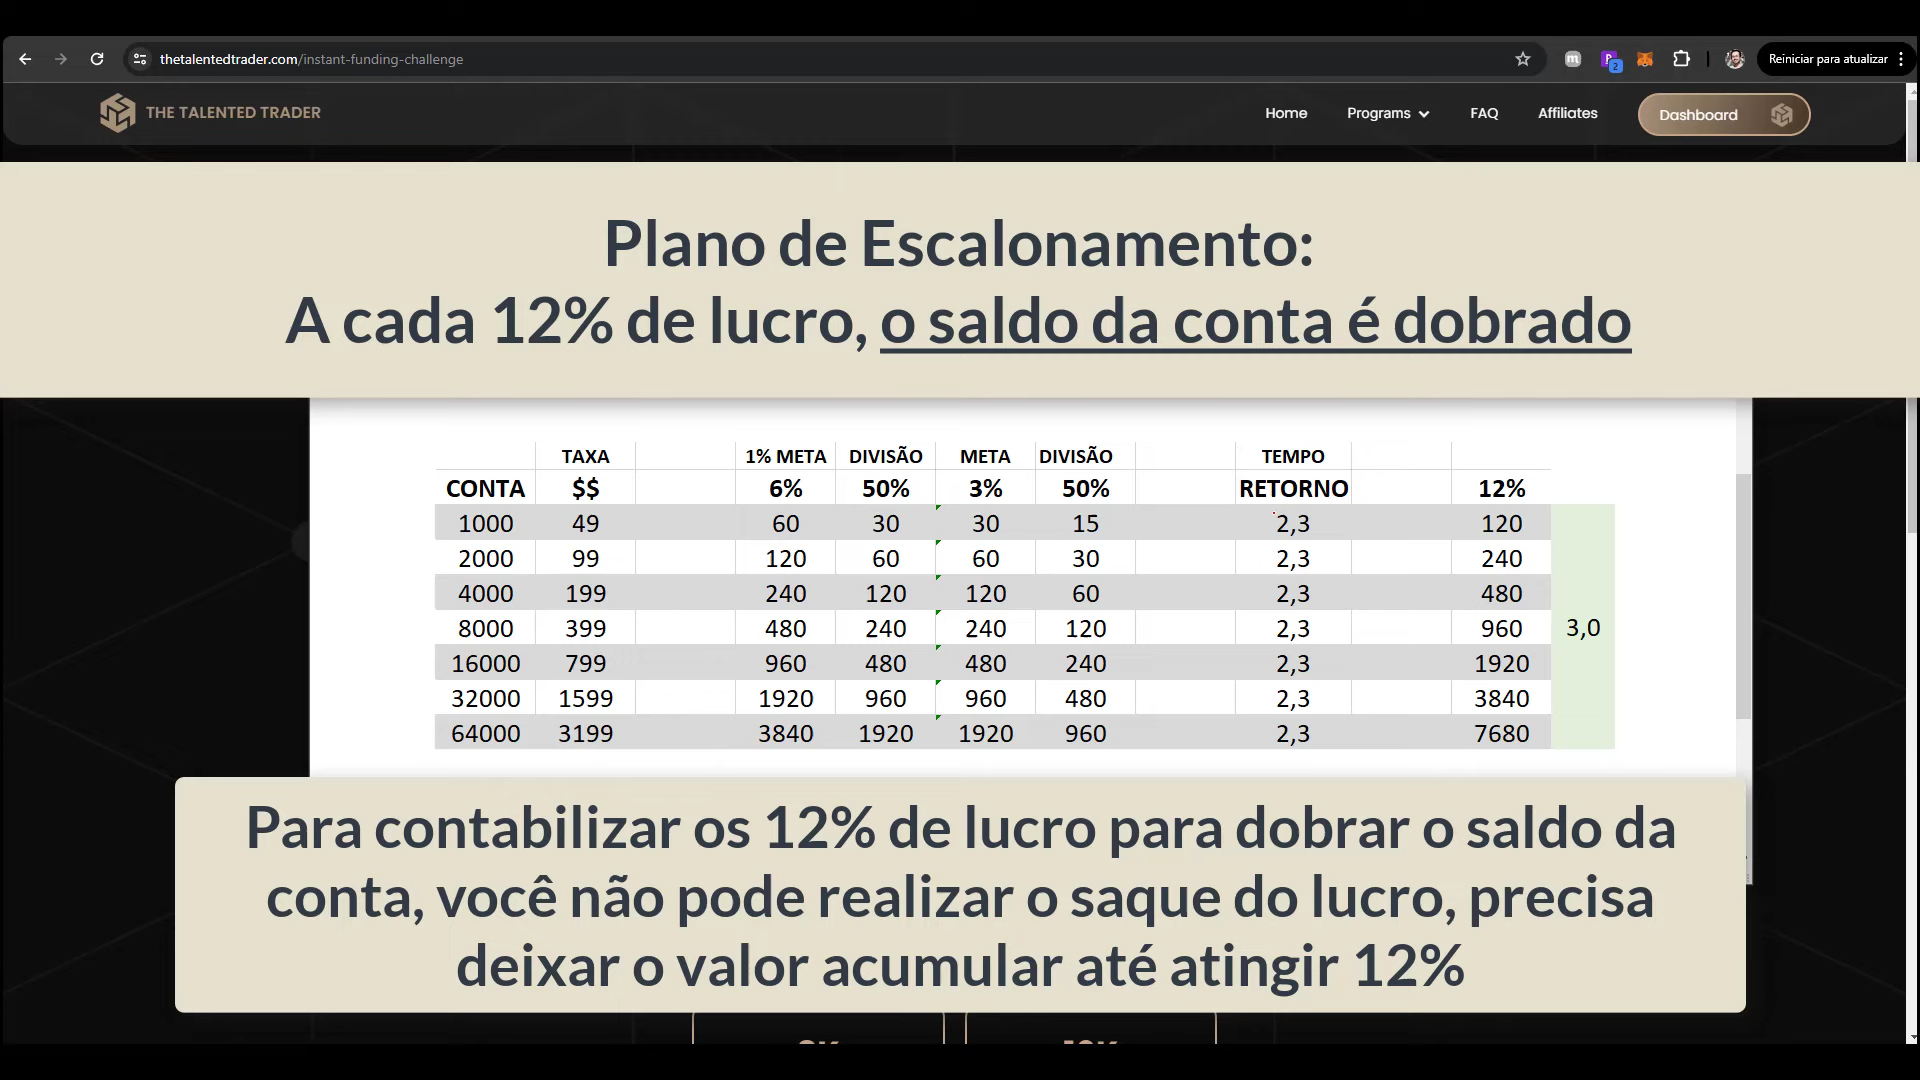 thetalentedtrader.com/instant-funding-challenge
2
Reiniciar para atualizar
THE TALENTED TRADER
Home Programs FAQ Affiliates Dashboard
Plano de Escalonamento:
A cada 12% de lucro, o saldo da conta é dobrado
TAXA 1% META DIVISÃO META DIVISÃO TEMPO
CONTA $$ 6% 50% 3% 50% RETORNO 12%
1000 49 60 30 30 15 2,3 120
2000 99 120 60 60 30 2,3 240
4000 199 240 120 120 60 2,3 480
8000 399 480 240 240 120 2,3 960 3,0
16000 799 960 480 480 240 2,3 1920
32000 1599 1920 960 960 480 2,3 3840
64000 3199 3840 1920 1920 960 2,3 7680
Para contabilizar os 12% de lucro para dobrar o saldo da
conta, você não pode realizar o saque do lucro, precisa
deixar o valor acumular até atingir 12%